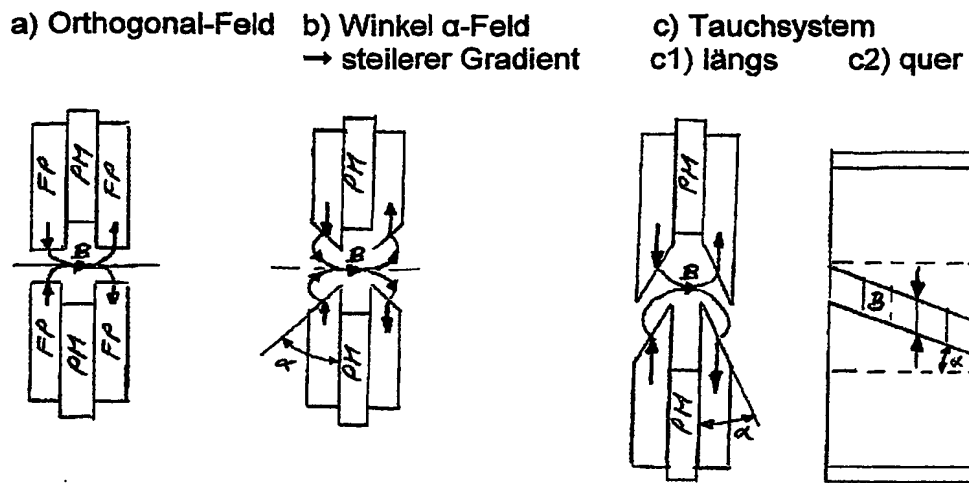 a) Orthogonal-Feld
b) Winkel α-Feld
→ steilerer Gradient
c) Tauchsystem
c1) längs
c2) quer
FP PM FP
B
FP PM FP
PM
B
PM
α
PM
B
PM
α
B
α